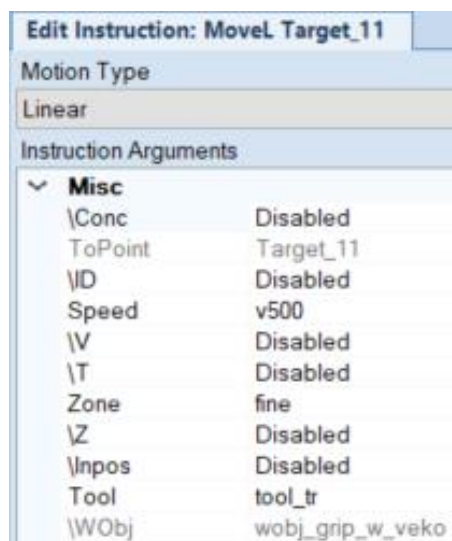 Edit Instruction: MoveL Target_11
Motion Type
Linear
Instruction Arguments
Misc
\Conc Disabled
ToPoint Target_11
\ID Disabled
Speed v500
\V Disabled
\T Disabled
Zone fine
\Z Disabled
\Inpos Disabled
Tool tool_tr
\WObj wobj_grip_w_veko